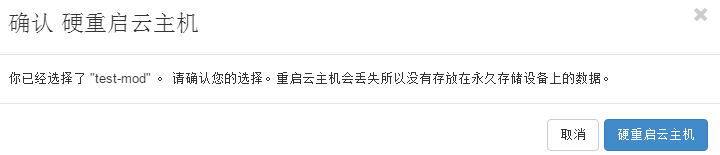 确认 硬重启云主机
×
你已经选择了 "test-mod" 。 请确认您的选择。重启云主机会丢失所以没有存放在永久存储设备上的数据。
取消
硬重启云主机